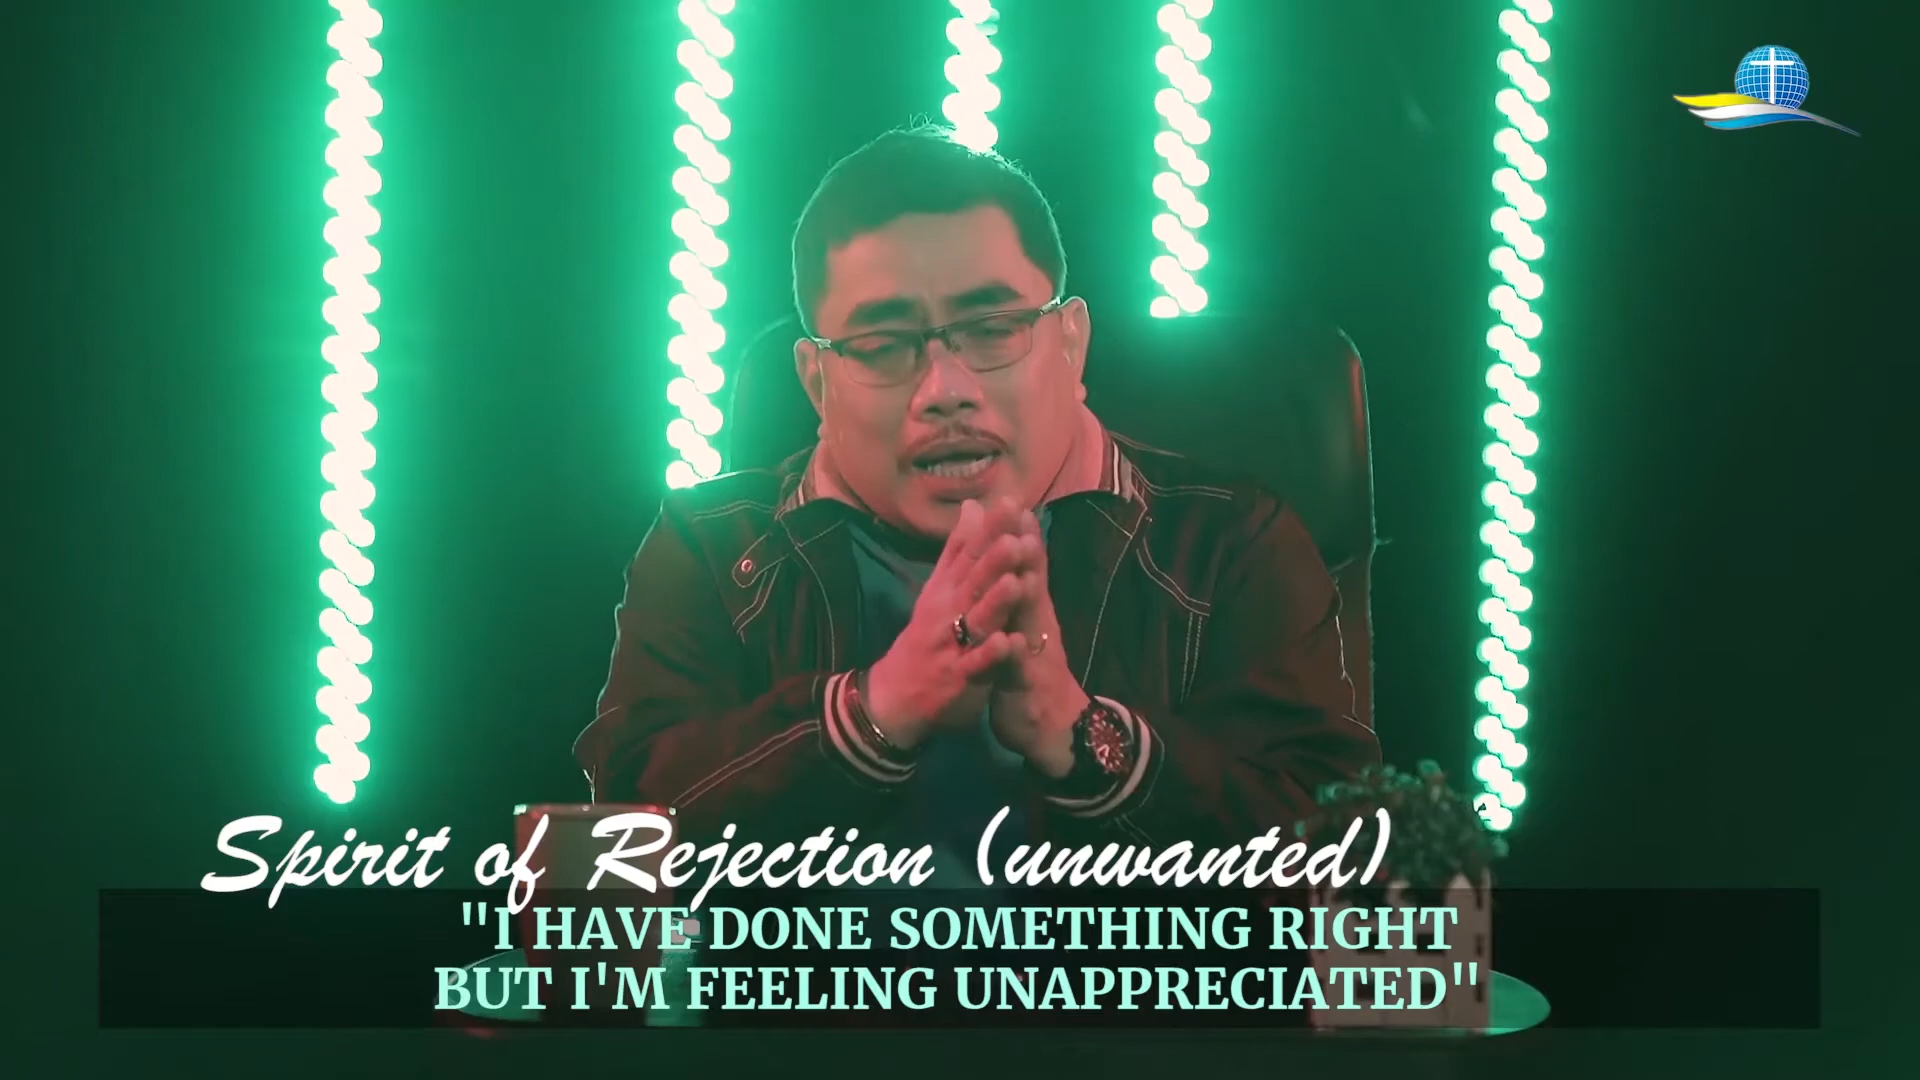 Spirit of Rejection (unwanted)
"I HAVE DONE SOMETHING RIGHT
BUT I'M FEELING UNAPPRECIATED"